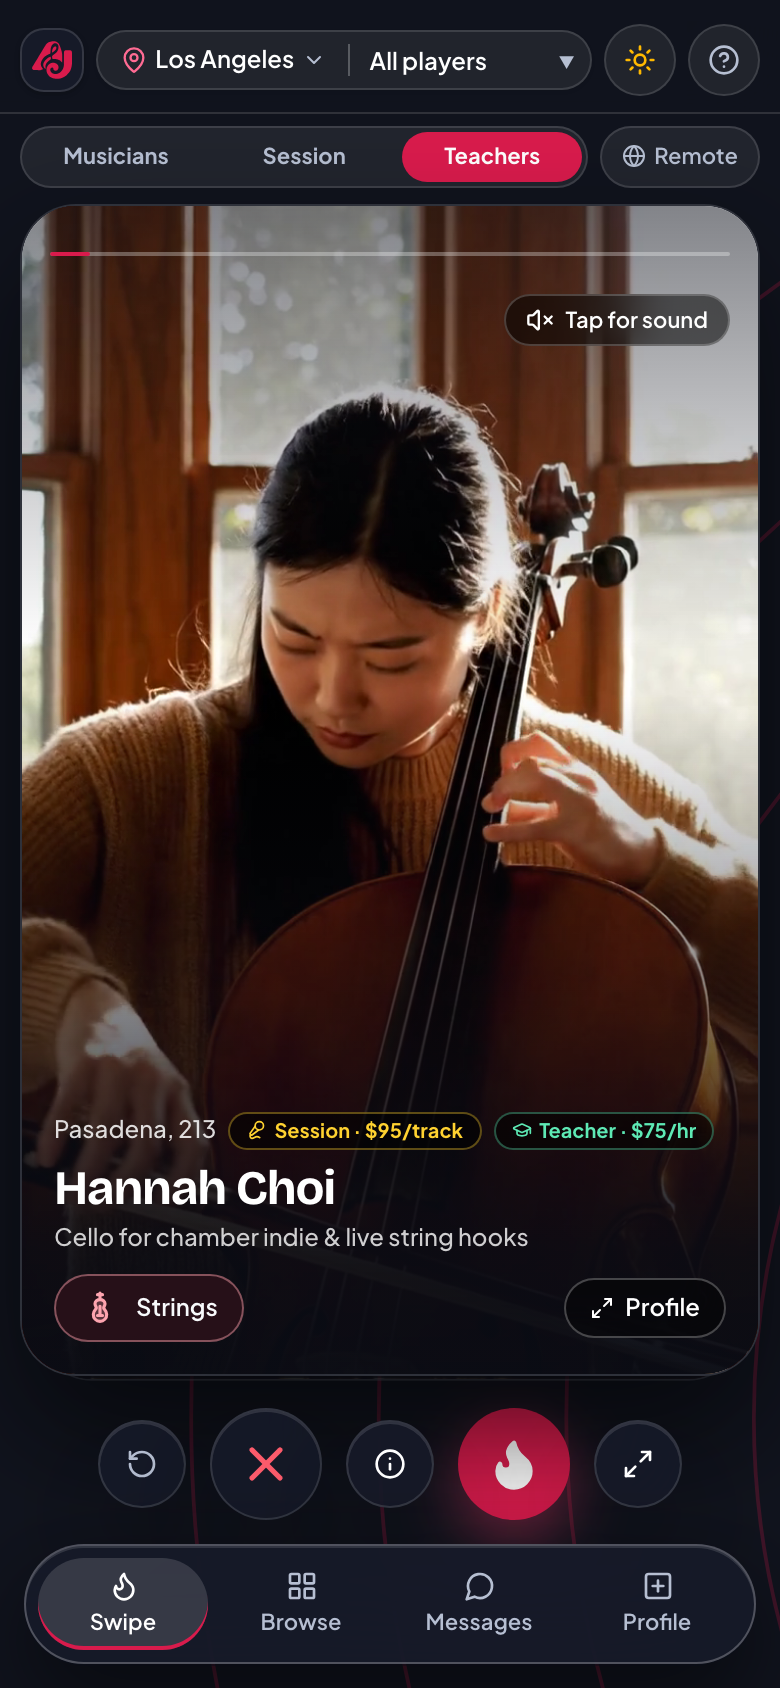 Los Angeles
All players
Musicians
Session
Teachers
Remote
Tap for sound
Pasadena, 213
Session · $95/track
Teacher · $75/hr
Hannah Choi
Cello for chamber indie & live string hooks
Strings
Profile
Swipe
Browse
Messages
Profile